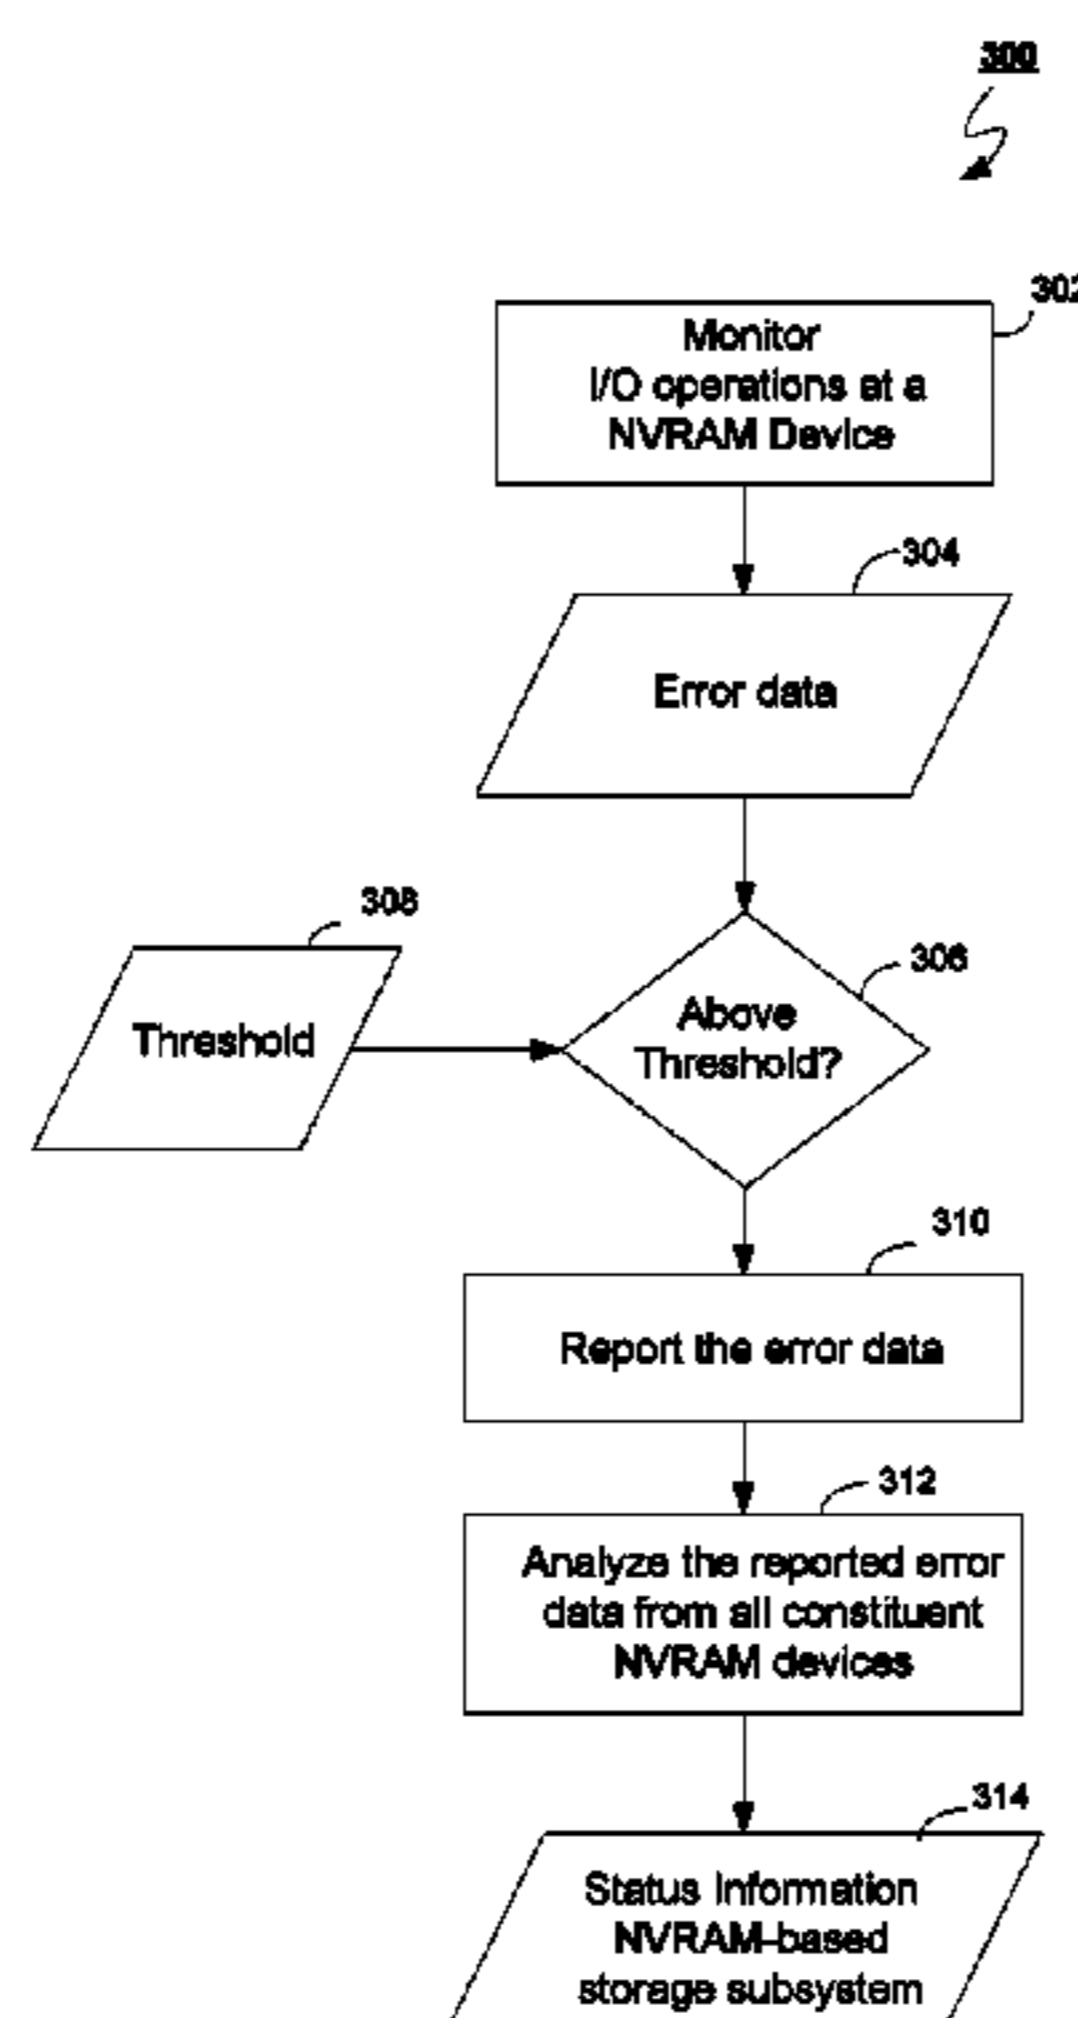 300
302
Monitor
I/O operations at a
NVRAM Device
304
Error data
308
Threshold
306
Above
Threshold?
310
Report the error data
312
Analyze the reported error
data from all constituent
NVRAM devices
314
Status Information
NVRAM-based
storage subsystem